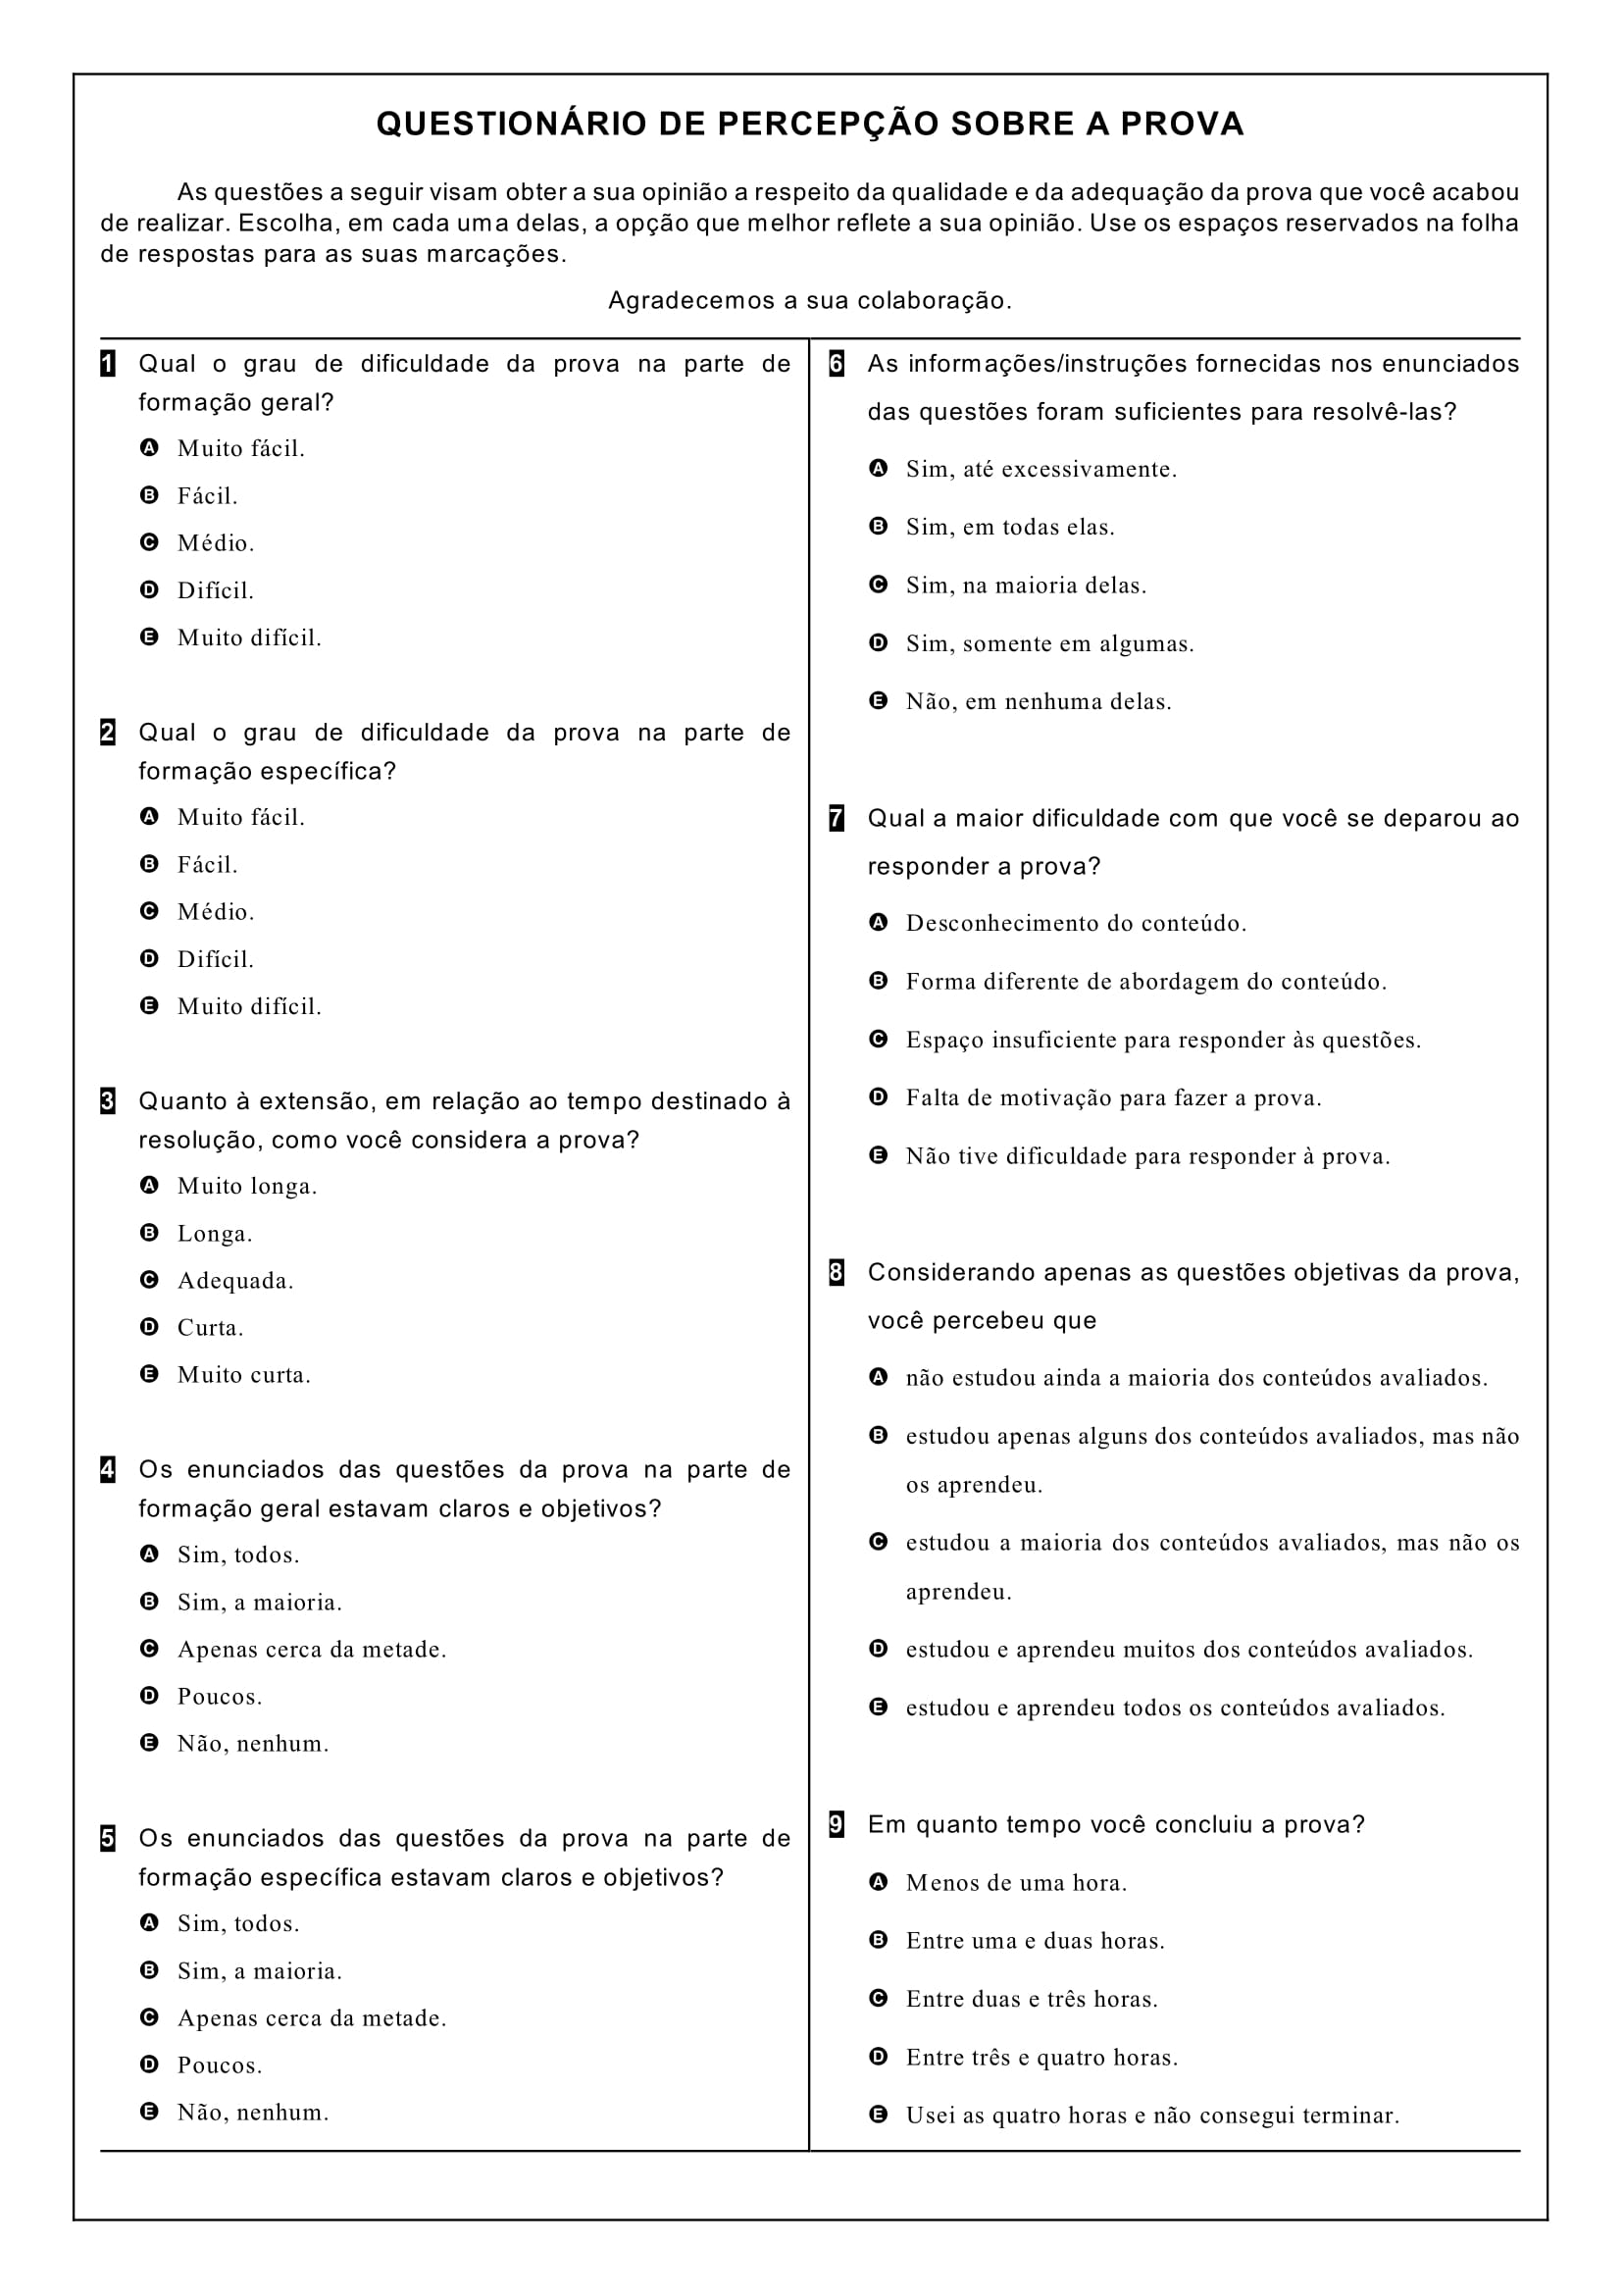 QUESTIONÁRIO DE PERCEPÇÃO SOBRE A PROVA
As questões a seguir visam obter a sua opinião a respeito da qualidade e da adequação da prova que você acabou
de realizar. Escolha, em cada uma delas, a opção que melhor reflete a sua opinião. Use os espaços reservados na folha
de respostas para as suas marcações.
Agradecemos a sua colaboração.
1 Qual o grau de dificuldade da prova na parte de
formação geral?
A Muito fácil.
B Fácil.
C Médio.
D Difícil.
E Muito difícil.
2 Qual o grau de dificuldade da prova na parte de
formação específica?
A Muito fácil.
B Fácil.
C Médio.
D Difícil.
E Muito difícil.
3 Quanto à extensão, em relação ao tempo destinado à
resolução, como você considera a prova?
A Muito longa.
B Longa.
C Adequada.
D Curta.
E Muito curta.
4 Os enunciados das questões da prova na parte de
formação geral estavam claros e objetivos?
A Sim, todos.
B Sim, a maioria.
C Apenas cerca da metade.
D Poucos.
E Não, nenhum.
5 Os enunciados das questões da prova na parte de
formação específica estavam claros e objetivos?
A Sim, todos.
B Sim, a maioria.
C Apenas cerca da metade.
D Poucos.
E Não, nenhum.
6 As informações/instruções fornecidas nos enunciados
das questões foram suficientes para resolvê-las?
A Sim, até excessivamente.
B Sim, em todas elas.
C Sim, na maioria delas.
D Sim, somente em algumas.
E Não, em nenhuma delas.
7 Qual a maior dificuldade com que você se deparou ao
responder a prova?
A Desconhecimento do conteúdo.
B Forma diferente de abordagem do conteúdo.
C Espaço insuficiente para responder às questões.
D Falta de motivação para fazer a prova.
E Não tive dificuldade para responder à prova.
8 Considerando apenas as questões objetivas da prova,
você percebeu que
A não estudou ainda a maioria dos conteúdos avaliados.
B estudou apenas alguns dos conteúdos avaliados, mas não
os aprendeu.
C estudou a maioria dos conteúdos avaliados, mas não os
aprendeu.
D estudou e aprendeu muitos dos conteúdos avaliados.
E estudou e aprendeu todos os conteúdos avaliados.
9 Em quanto tempo você concluiu a prova?
A Menos de uma hora.
B Entre uma e duas horas.
C Entre duas e três horas.
D Entre três e quatro horas.
E Usei as quatro horas e não consegui terminar.